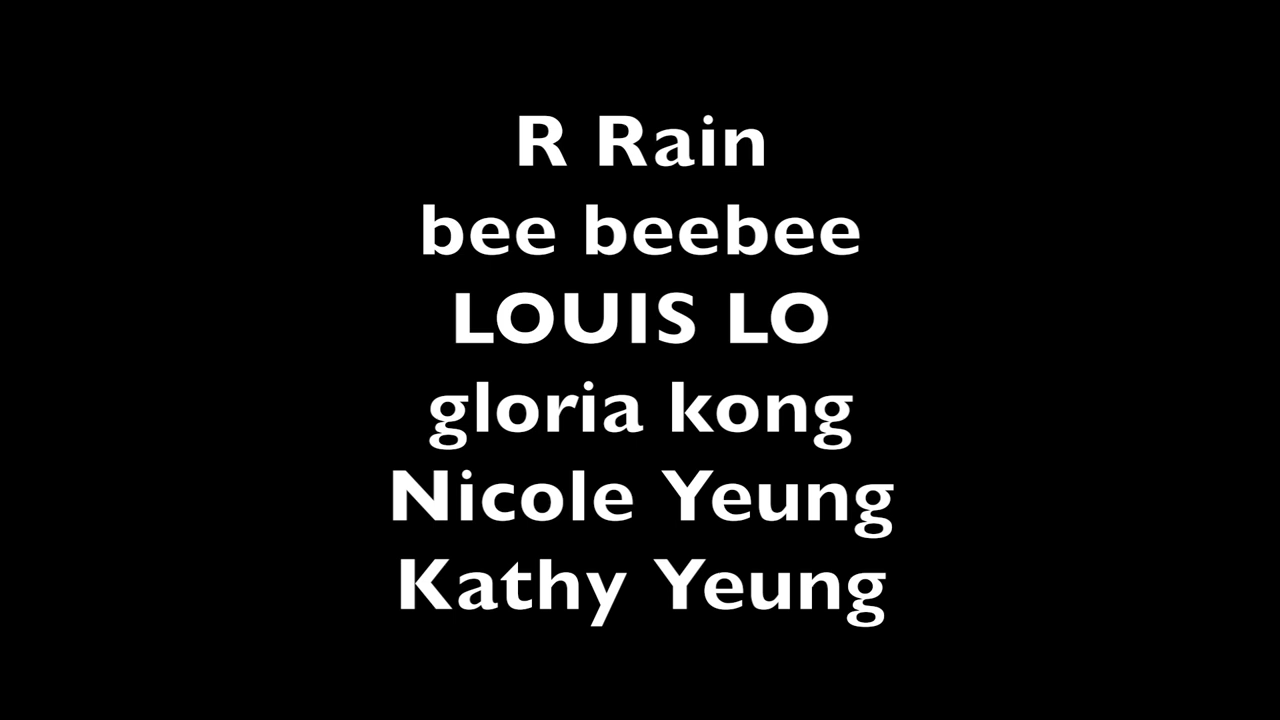 R Rain
bee beebee
LOUIS LO
gloria kong
Nicole Yeung
Kathy Yeung